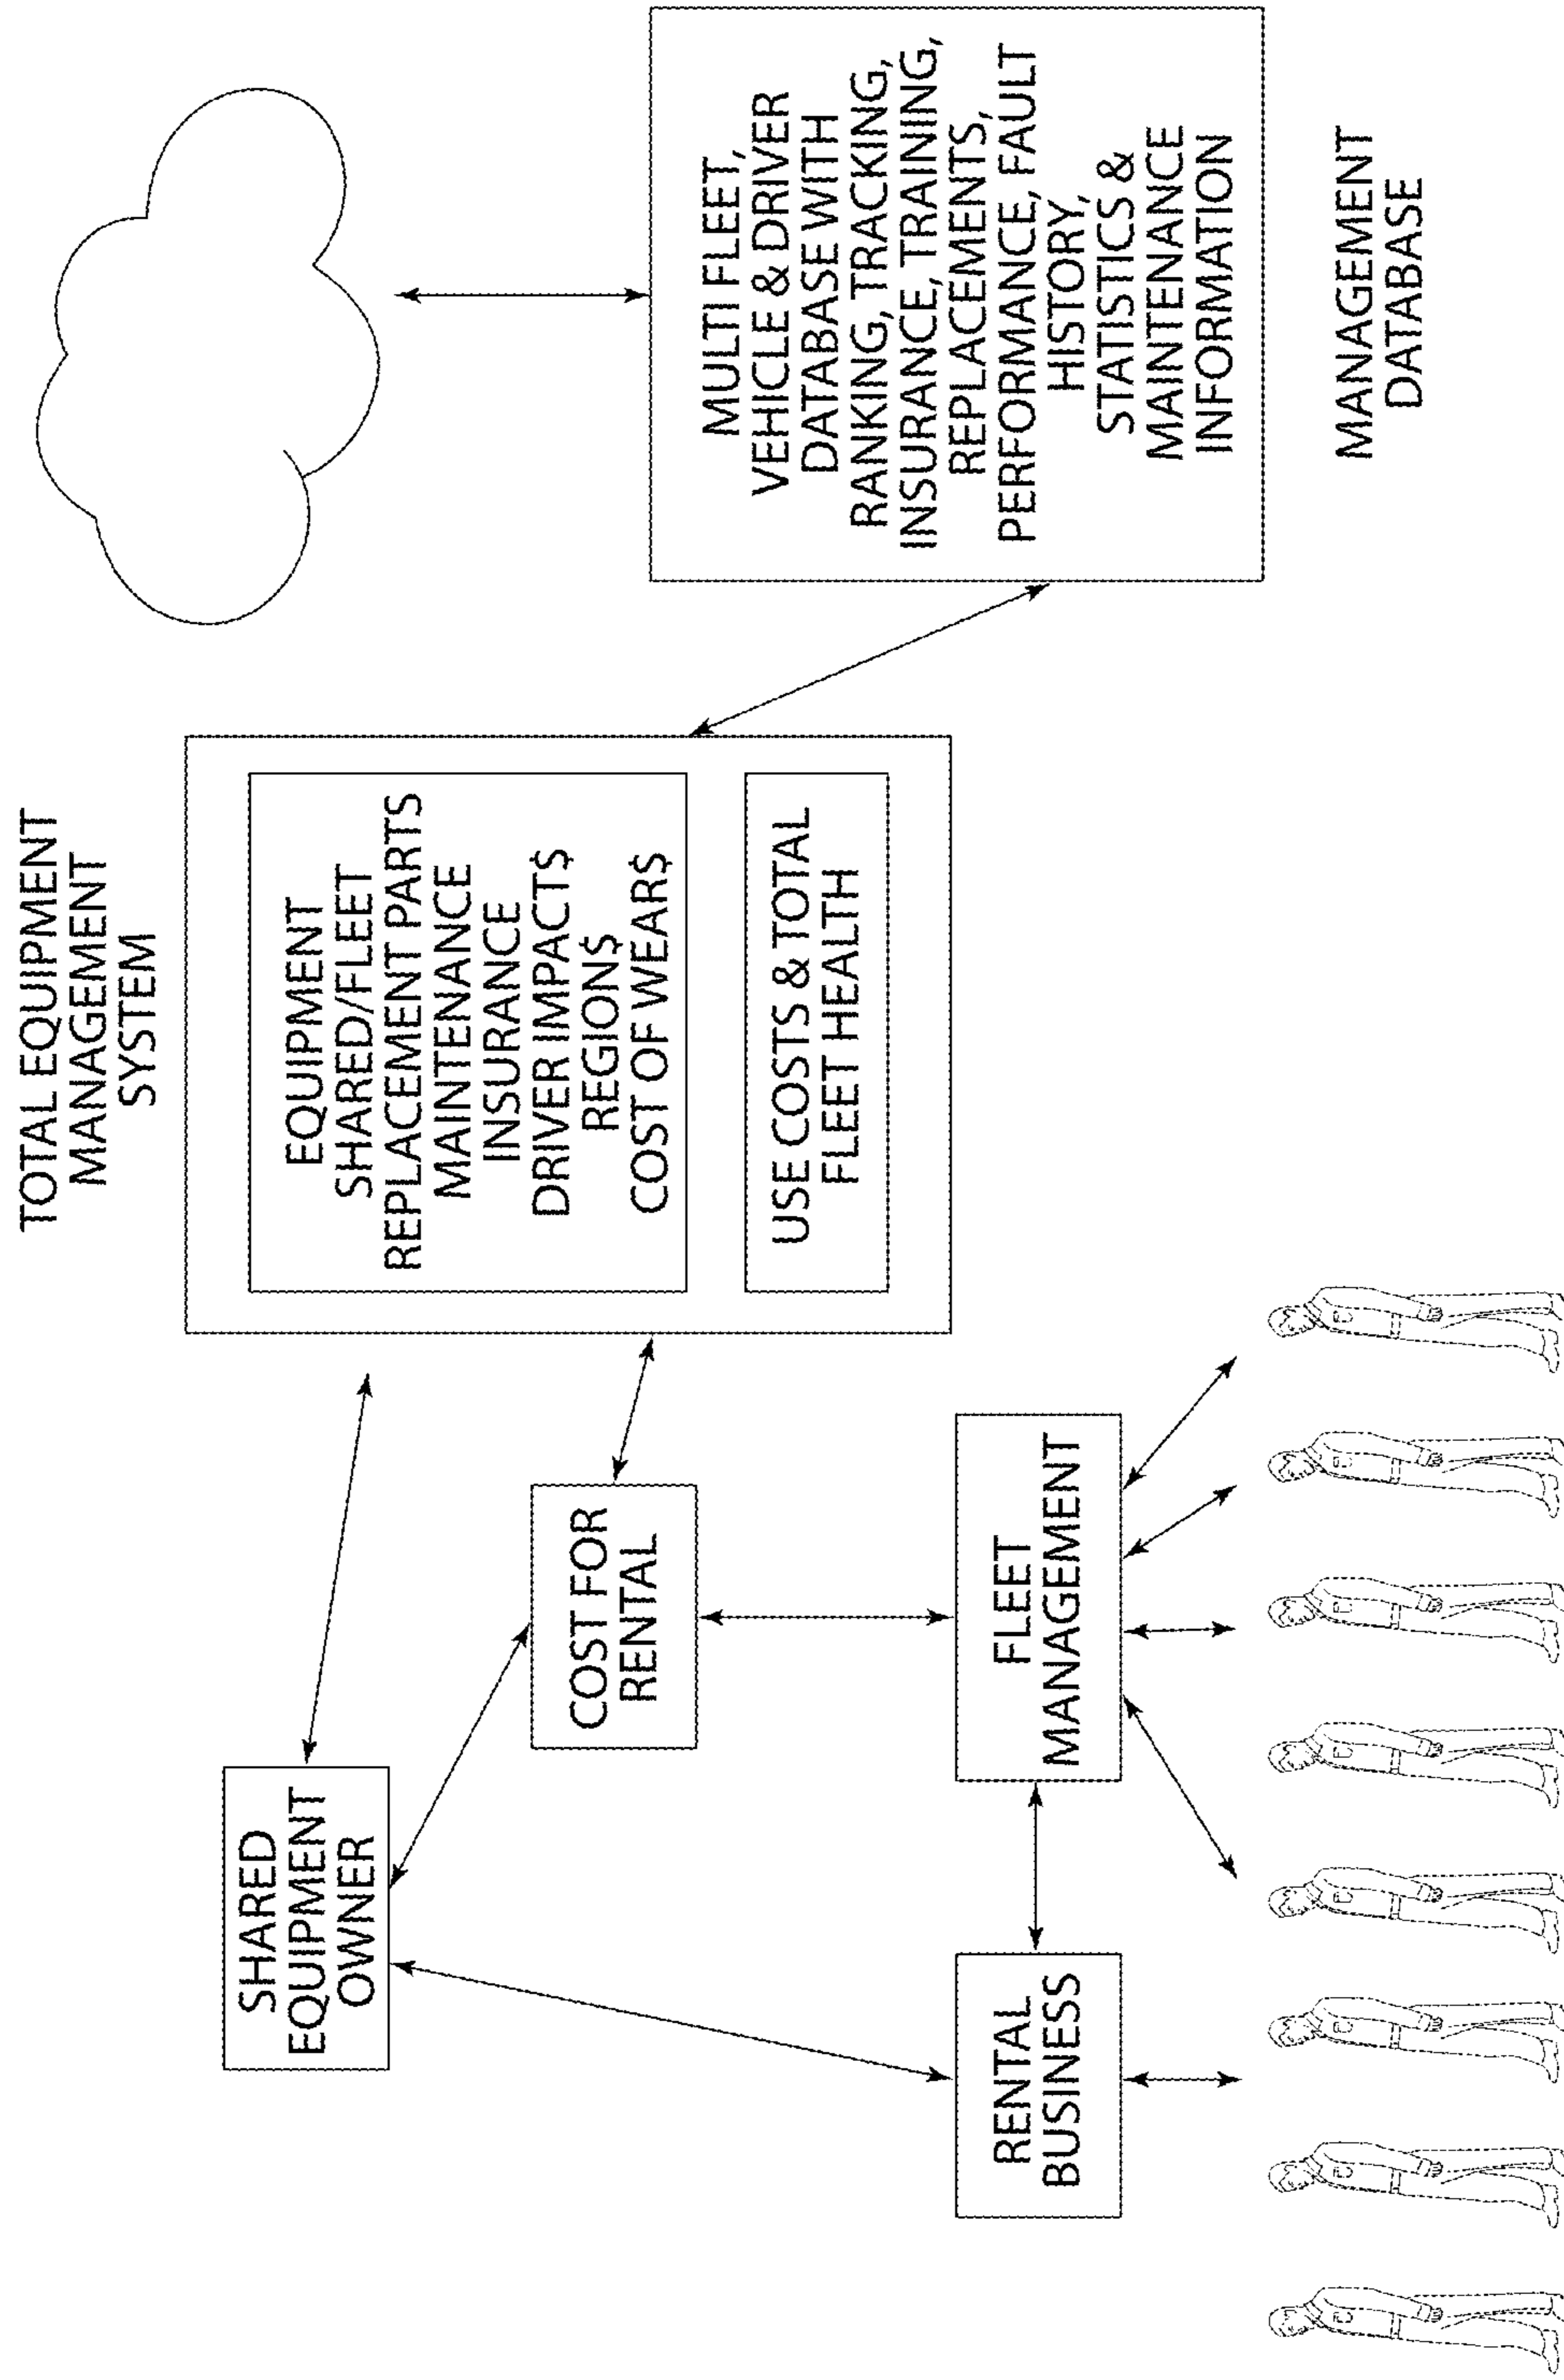 TOTAL EQUIPMENT
MANAGEMENT
SYSTEM
SHARED
EQUIPMENT
OWNER
EQUIPMENT
SHARED/FLEET
REPLACEMENT PARTS
MAINTENANCE
INSURANCE
DRIVER IMPACT$
REGION$
COST OF WEAR$
USE COSTS & TOTAL
FLEET HEALTH
COST FOR
RENTAL
MULTI FLEET,
VEHICLE & DRIVER
DATABASE WITH
RANKING, TRACKING,
INSURANCE, TRAINING,
REPLACEMENTS,
PERFORMANCE, FAULT
HISTORY,
STATISTICS &
MAINTENANCE
INFORMATION
MANAGEMENT
DATABASE
RENTAL
BUSINESS
FLEET
MANAGEMENT